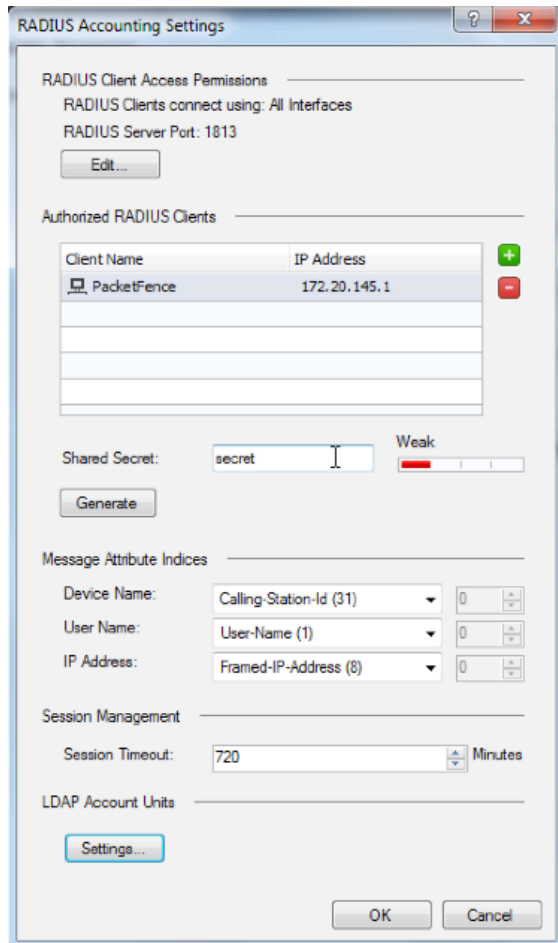 RADIUS Accounting Settings
?
RADIUS Client Access Permissions
RADIUS Clients connect using: All Interfaces
RADIUS Server Port: 1813
Edit...
Authorized RADIUS Clients
Client Name IP Address
PacketFence 172.20.145.1
Weak
Shared Secret: secret
Generate
Message Attribute Indices
Device Name: Calling-Station-Id (31) 0
User Name: User-Name (1) 0
IP Address: Framed-IP-Address (8) 0
Session Management
Session Timeout: 720 Minutes
LDAP Account Units
Settings...
OK Cancel